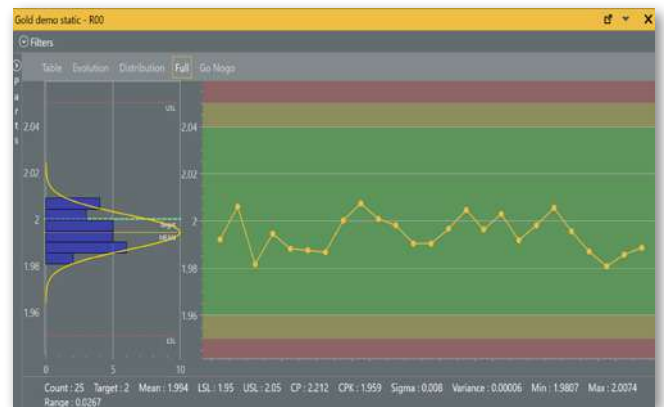 Gold demo static - R00
Filters
Parts
Table Evolution Distribution Full Go Nogo
USL
2.04 2.04
2.02 2.02
2 2
Target
MEAN
1.98 1.98
1.96 1.96
LSL
0 5 10
Count : 25 Target : 2 Mean : 1.994 LSL : 1.95 USL : 2.05 CP : 2.212 CPK : 1.959 Sigma : 0.008 Variance : 0.00006 Min : 1.9807 Max : 2.0074
Range : 0.0267